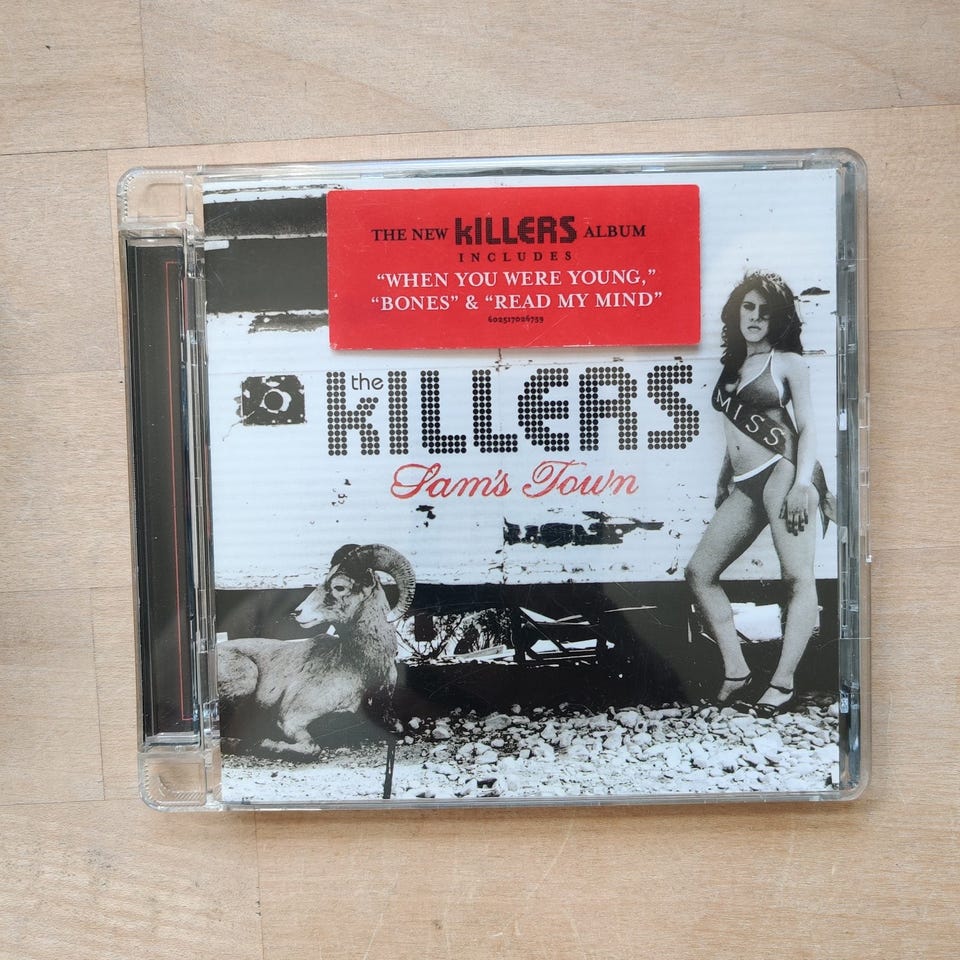 THE NEW KILLERS ALBUM
INCLUDES
“WHEN YOU WERE YOUNG,”
“BONES” & “READ MY MIND”
602517026759
the
KILLERS
Sam's Town
MISS